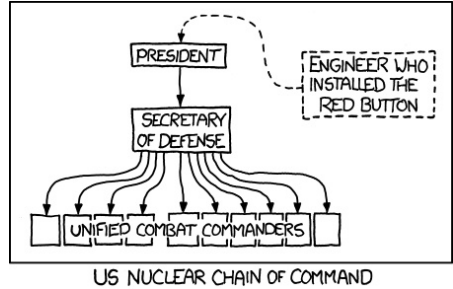 PRESIDENT
ENGINEER WHO
INSTALLED THE
RED BUTTON
SECRETARY
OF DEFENSE
UNIFIED COMBAT COMMANDERS
US NUCLEAR CHAIN OF COMMAND